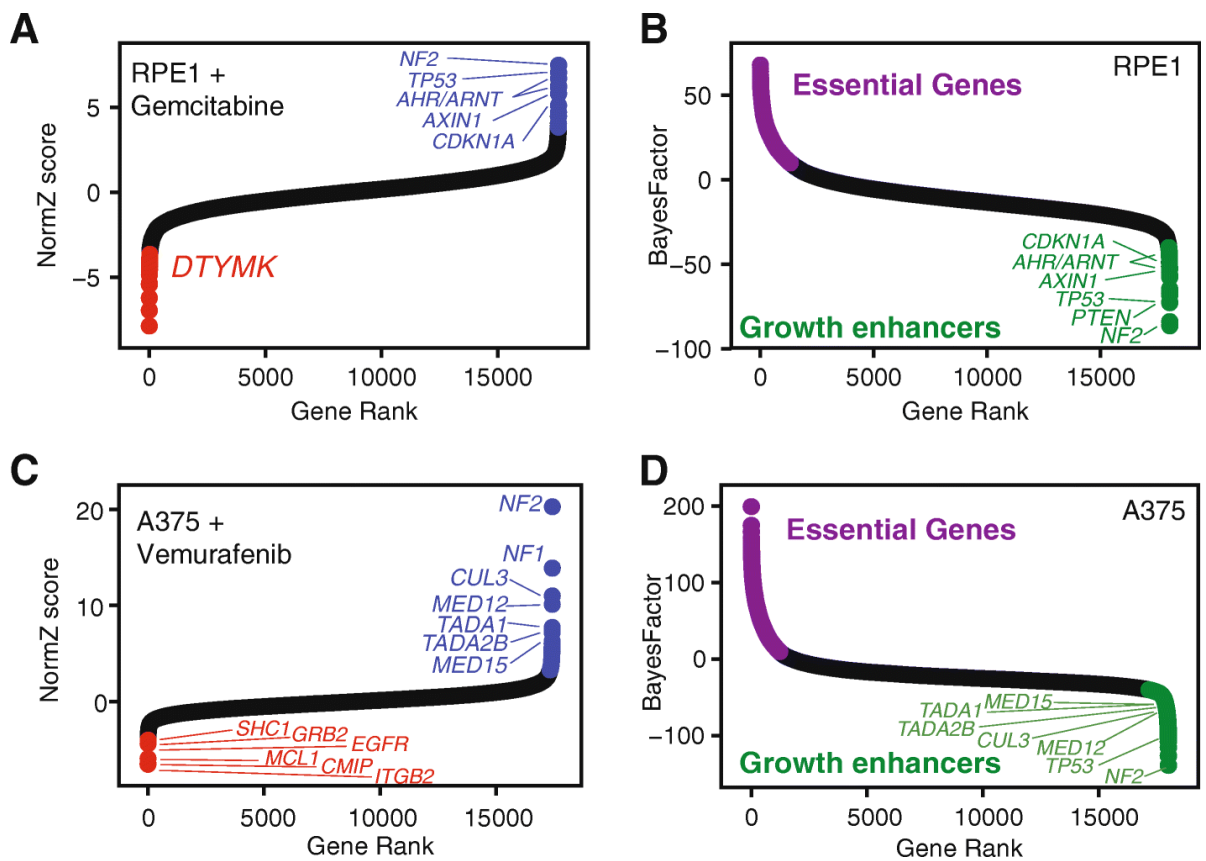 A
RPE1 +
Gemcitabine
NF2
TP53
AHR/ARNT
AXIN1
CDKN1A
DTYMK
NormZ score
5
0
−5
0
5000
10000
15000
Gene Rank
B
RPE1
Essential Genes
Growth enhancers
CDKN1A
AHR/ARNT
AXIN1
TP53
PTEN
NF2
BayesFactor
50
0
−50
−100
0
5000
10000
15000
Gene Rank
C
A375 +
Vemurafenib
NF2
NF1
CUL3
MED12
TADA1
TADA2B
MED15
SHC1
GRB2
EGFR
MCL1
CMIP
ITGB2
NormZ score
20
10
0
0
5000
10000
15000
Gene Rank
D
A375
Essential Genes
Growth enhancers
MED15
TADA1
TADA2B
CUL3
MED12
TP53
NF2
BayesFactor
200
100
0
−100
0
5000
10000
15000
Gene Rank